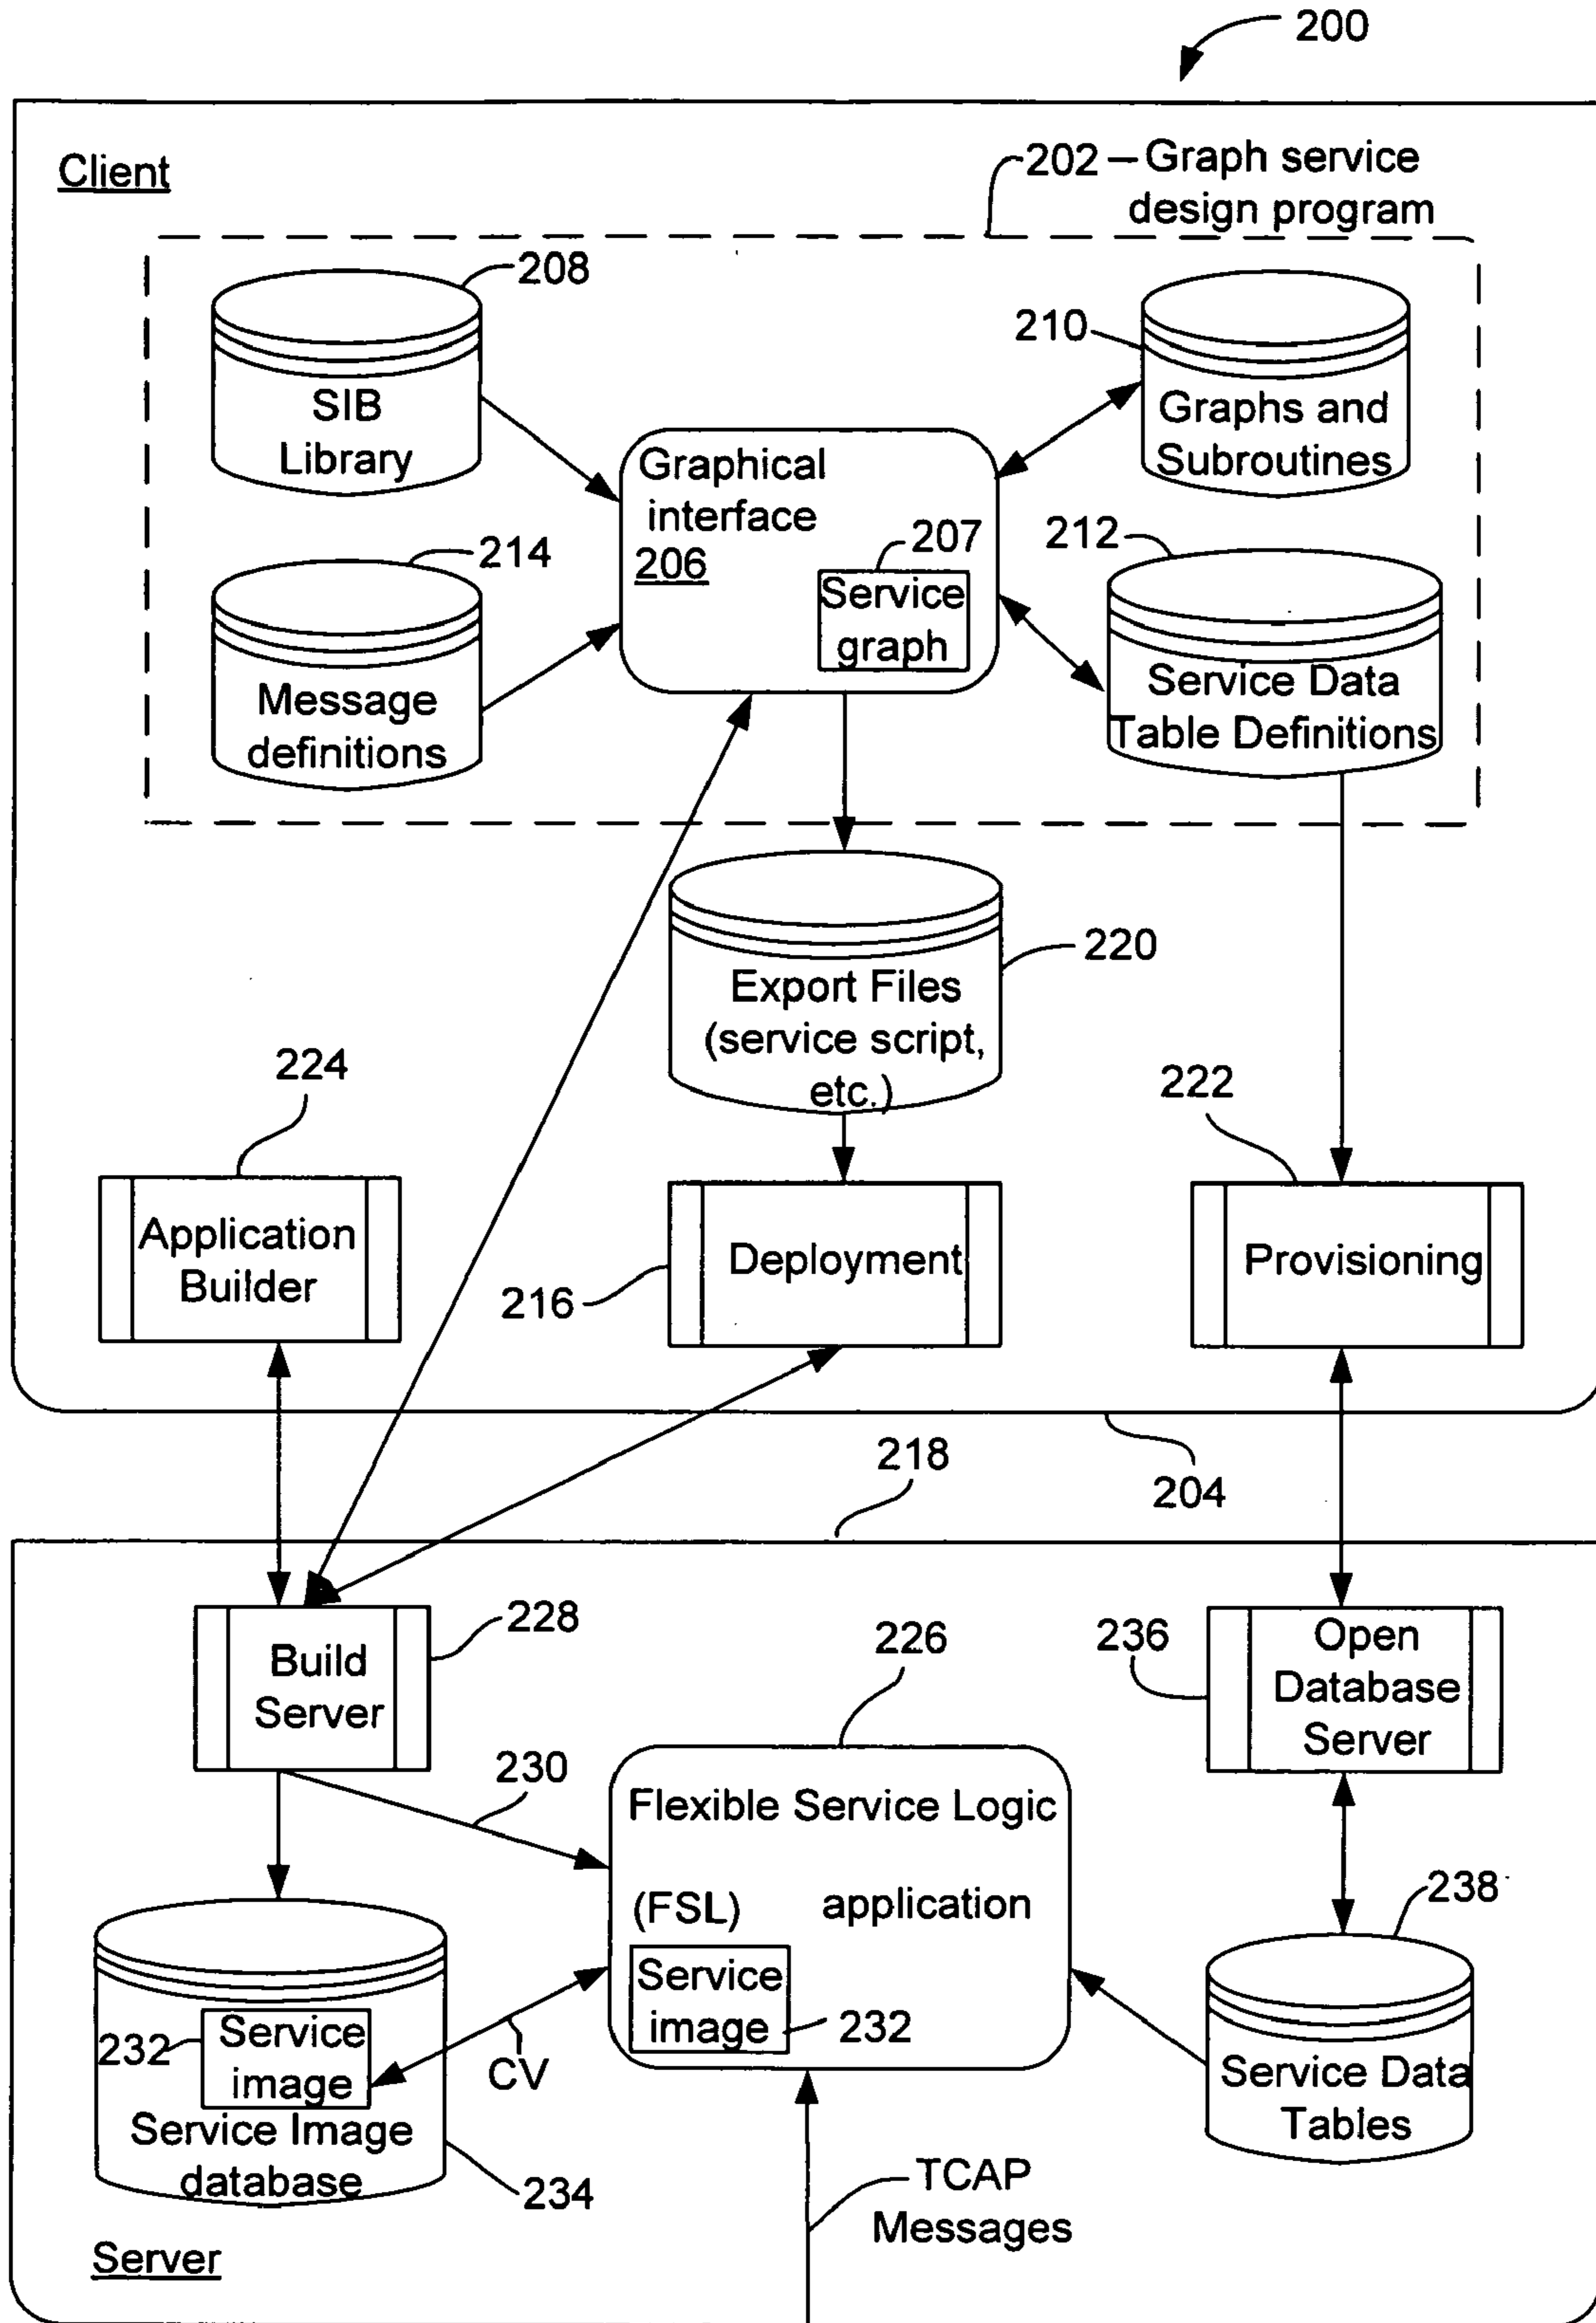 200
Client
202 – Graph service
design program
208
SIB
Library
210
Graphs and
Subroutines
Graphical
interface
206
207
Service
graph
214
Message
definitions
212
Service Data
Table Definitions
220
Export Files
(service script,
etc.)
224
Application
Builder
216
Deployment
222
Provisioning
204
218
228
Build
Server
230
226
Flexible Service Logic
(FSL) application
Service
image
232
236
Open
Database
Server
238
Service Data
Tables
232
Service
image
Service Image
database
234
CV
TCAP
Messages
Server